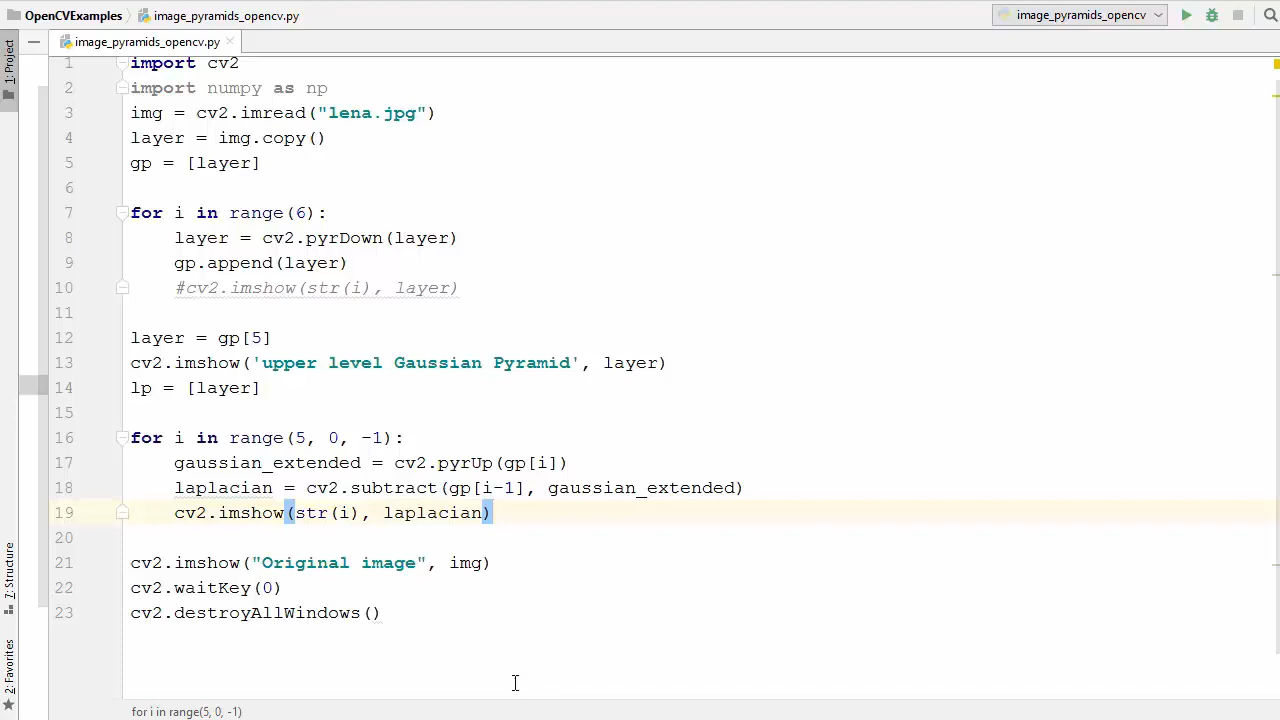 OpenCVExamples image_pyramids_opencv.py image_pyramids_opencv
image_pyramids_opencv.py
1: Project
1 import cv2
2 import numpy as np
3 img = cv2.imread("lena.jpg")
4 layer = img.copy()
5 gp = [layer]
6
7 for i in range(6):
8 layer = cv2.pyrDown(layer)
9 gp.append(layer)
10 #cv2.imshow(str(i), layer)
11
12 layer = gp[5]
13 cv2.imshow('upper level Gaussian Pyramid', layer)
14 lp = [layer]
15
16 for i in range(5, 0, -1):
17 gaussian_extended = cv2.pyrUp(gp[i])
18 laplacian = cv2.subtract(gp[i-1], gaussian_extended)
19 cv2.imshow(str(i), laplacian)
20
21 cv2.imshow("Original image", img)
22 cv2.waitKey(0)
23 cv2.destroyAllWindows()
7: Structure
2: Favorites
for i in range(5, 0, -1)